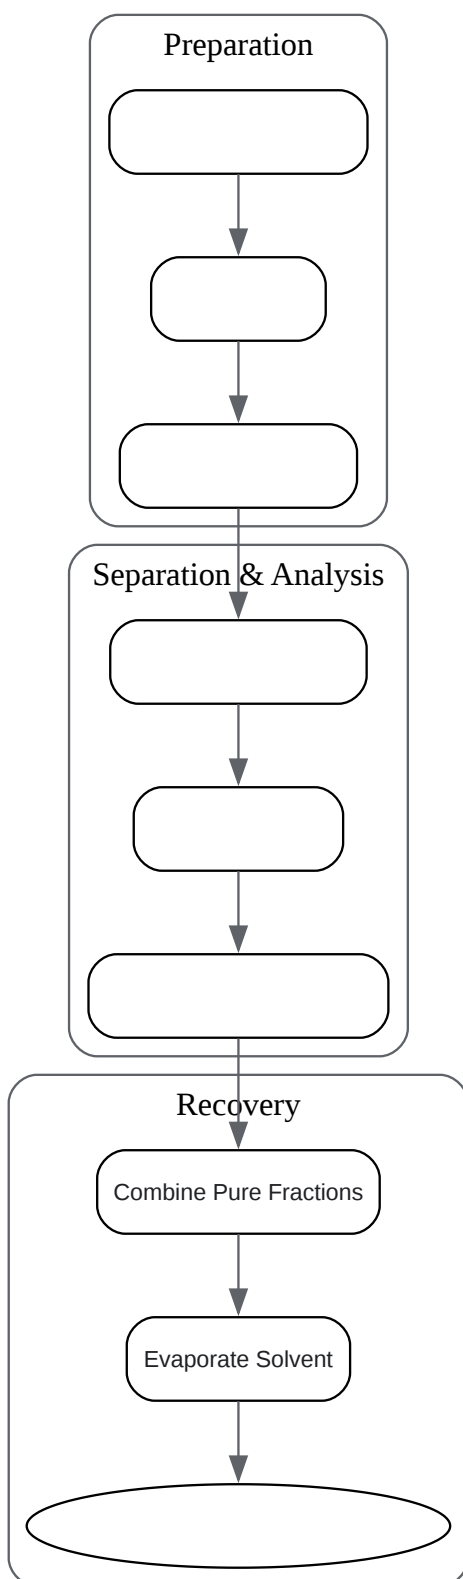 Preparation
Separation & Analysis
Recovery
Combine Pure Fractions
Evaporate Solvent